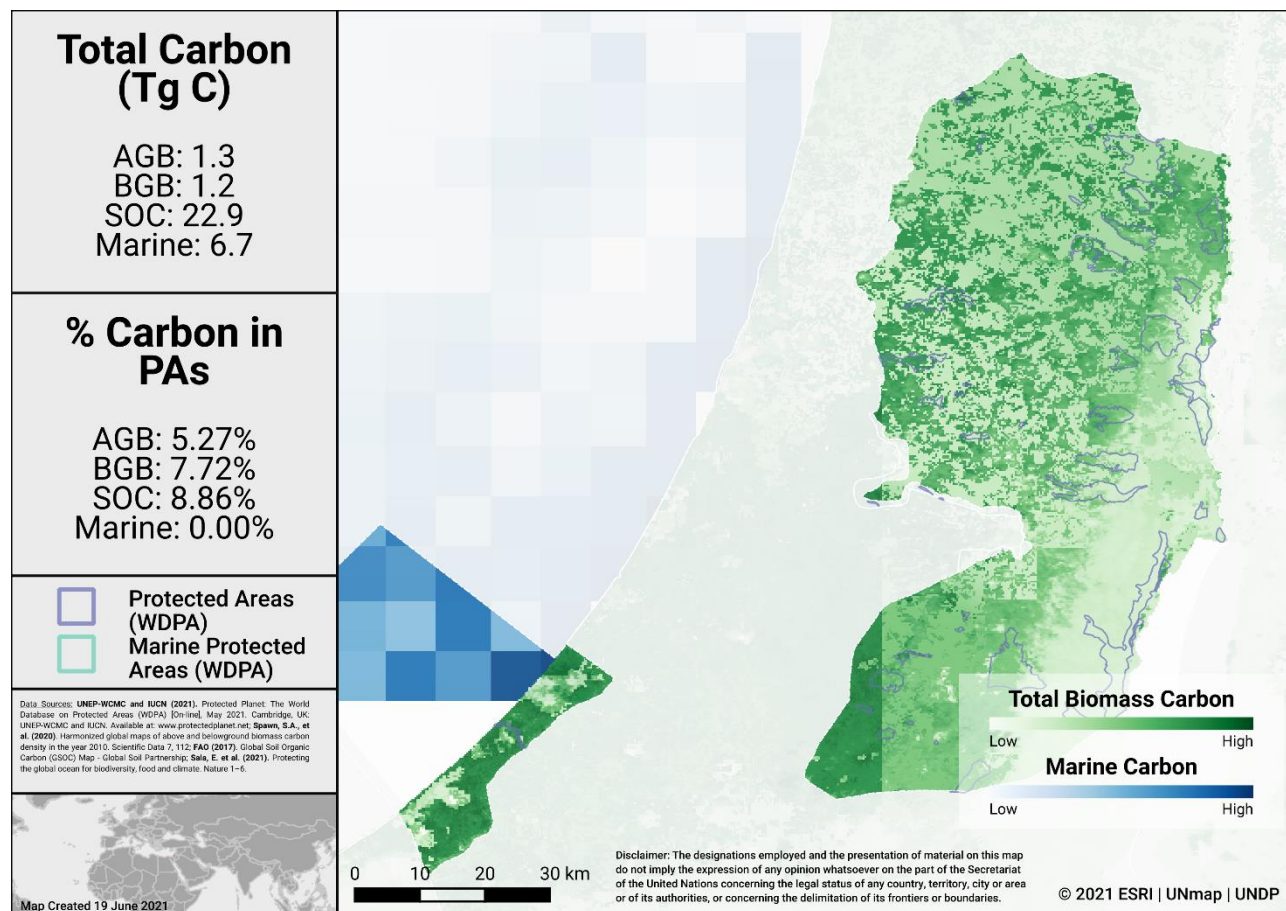 Total Carbon
(Tg C)
AGB: 1.3
BGB: 1.2
SOC: 22.9
Marine: 6.7
% Carbon in
PAs
AGB: 5.27%
BGB: 7.72%
SOC: 8.86%
Marine: 0.00%
Protected Areas
(WDPA)
Marine Protected
Areas (WDPA)
Data Sources: UNEP-WCMC and IUCN (2021). Protected Planet: The World
Database on Protected Areas (WDPA) [On-line], May 2021. Cambridge, UK:
UNEP-WCMC and IUCN. Available at: www.protectedplanet.net; Spawn, S.A., et
al. (2020). Harmonized global maps of above and belowground biomass carbon
density in the year 2010. Scientific Data 7, 112; FAO (2017). Global Soil Organic
Carbon (GSOC) Map - Global Soil Partnership; Sala, E. et al. (2021). Protecting
the global ocean for biodiversity, food and climate. Nature 1–6.
Map Created 19 June 2021
0 10 20 30 km
Total Biomass Carbon
Low High
Marine Carbon
Low High
Disclaimer: The designations employed and the presentation of material on this map
do not imply the expression of any opinion whatsoever on the part of the Secretariat
of the United Nations concerning the legal status of any country, territory, city or area
or of its authorities, or concerning the delimitation of its frontiers or boundaries.
© 2021 ESRI | UNmap | UNDP